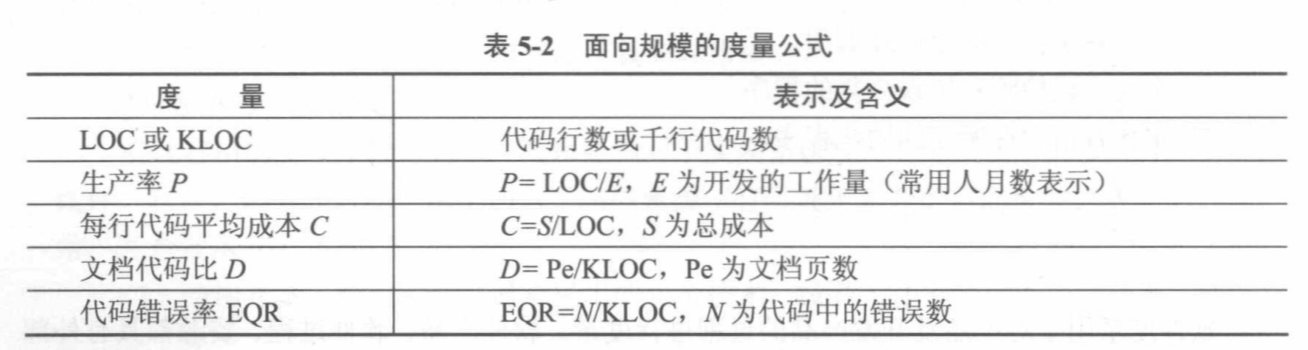 表 5-2 面向规模的度量公式
度 量 表示及含义
LOC 或 KLOC 代码行数或千行代码数
生产率 P P= LOC/E，E 为开发的工作量（常用人月数表示）
每行代码平均成本 C C=S/LOC，S 为总成本
文档代码比 D D= Pe/KLOC，Pe 为文档页数
代码错误率 EQR EQR=N/KLOC，N 为代码中的错误数